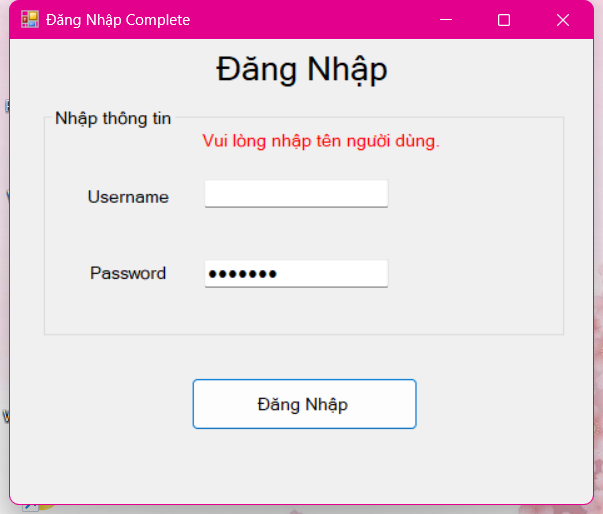 Đăng Nhập Complete
Đăng Nhập
Nhập thông tin
Vui lòng nhập tên người dùng.
Username
Password
●●●●●●●
Đăng Nhập